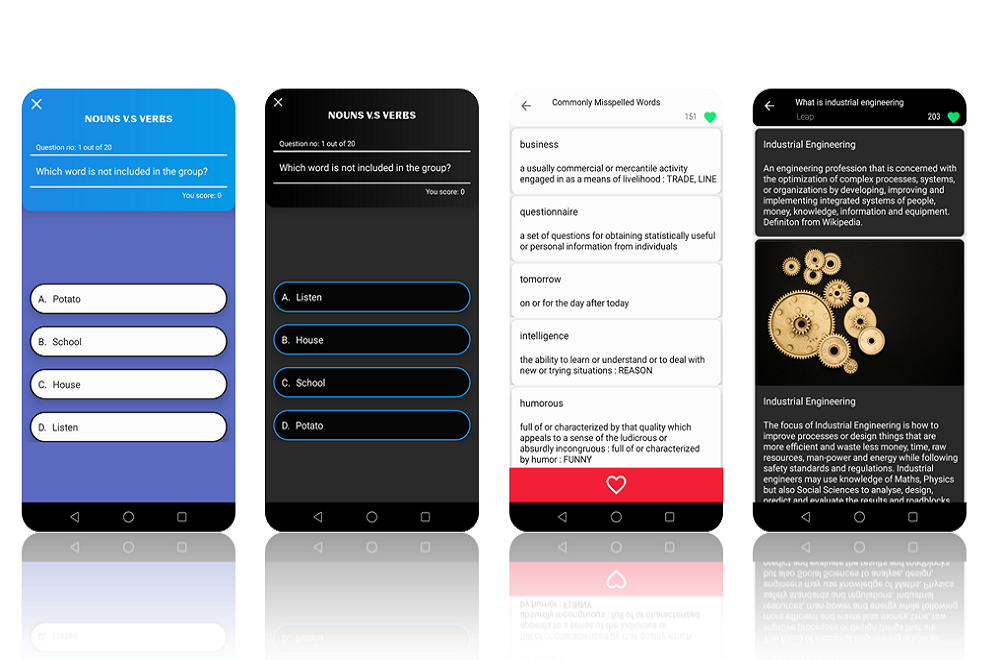 NOUNS V.S VERBS
Question no: 1 out of 20
Which word is not included in the group?
You score: 0
A. Potato
B. School
C. House
D. Listen
NOUNS V.S VERBS
Question no: 1 out of 20
Which word is not included in the group?
You score: 0
A. Listen
B. House
C. School
D. Potato
Commonly Misspelled Words
151
business
a usually commercial or mercantile activity
engaged in as a means of livelihood : TRADE, LINE
questionnaire
a set of questions for obtaining statistically useful
or personal information from individuals
tomorrow
on or for the day after today
intelligence
the ability to learn or understand or to deal with
new or trying situations : REASON
humorous
full of or characterized by that quality which
appeals to a sense of the ludicrous or
absurdly incongruous : full of or characterized
by humor : FUNNY
What is industrial engineering
Leap
203
Industrial Engineering
An engineering profession that is concerned with
the optimization of complex processes, systems,
or organizations by developing, improving and
implementing integrated systems of people,
money, knowledge, information and equipment.
Definiton from Wikipedia.
Industrial Engineering
The focus of Industrial Engineering is how to
improve processes or design things that are
more efficient and waste less money, time, raw
resources, man-power and energy while following
safety standards and regulations. Industrial
engineers may use knowledge of Maths, Physics
but also Social Sciences to analyse, design,
predict and evaluate the results and roadblocks